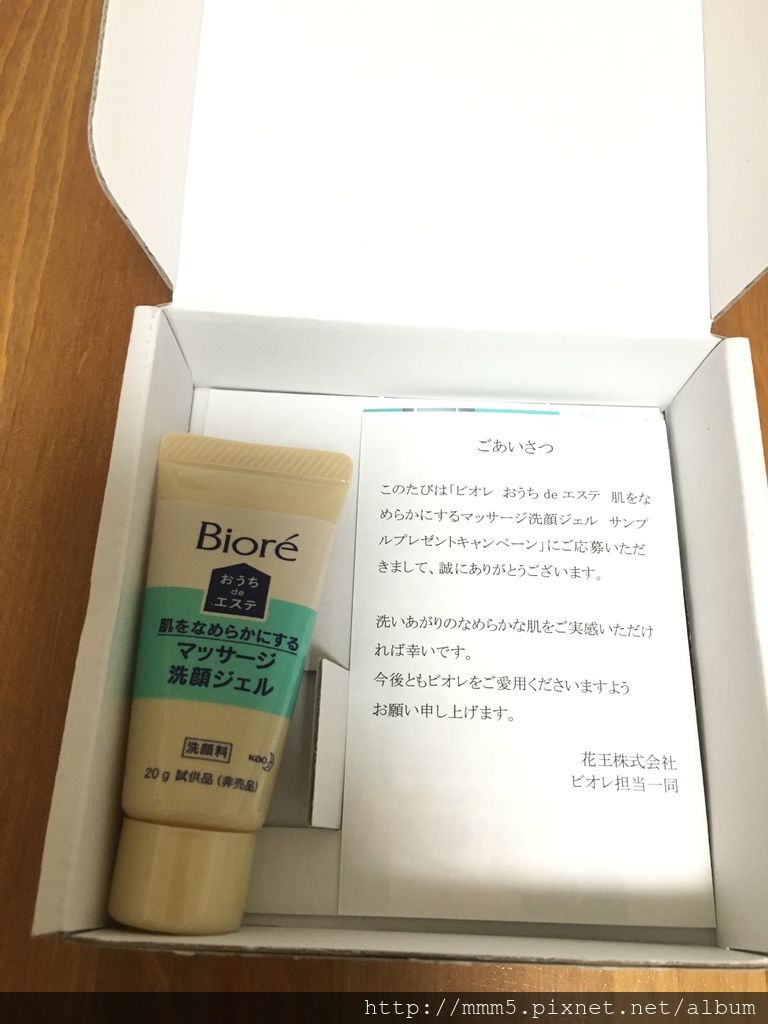 Bioré
おうち
de
エステ
肌をなめらかにする
マッサージ
洗顔ジェル
洗顔料
Kao
20g 試供品(非売品)
ごあいさつ
このたびは「ビオレ おうち de エステ 肌をな
めらかにするマッサージ洗顔ジェル サンプ
ルプレゼントキャンペーン」にご応募いただ
きまして、誠にありがとうございます。
洗いあがりのなめらかな肌をご実感いただけ
れば幸いです。
今後ともビオレをご愛用くださいますよう
お願い申し上げます。
花王株式会社
ビオレ担当一同
http://mmm5.pixnet.net/album